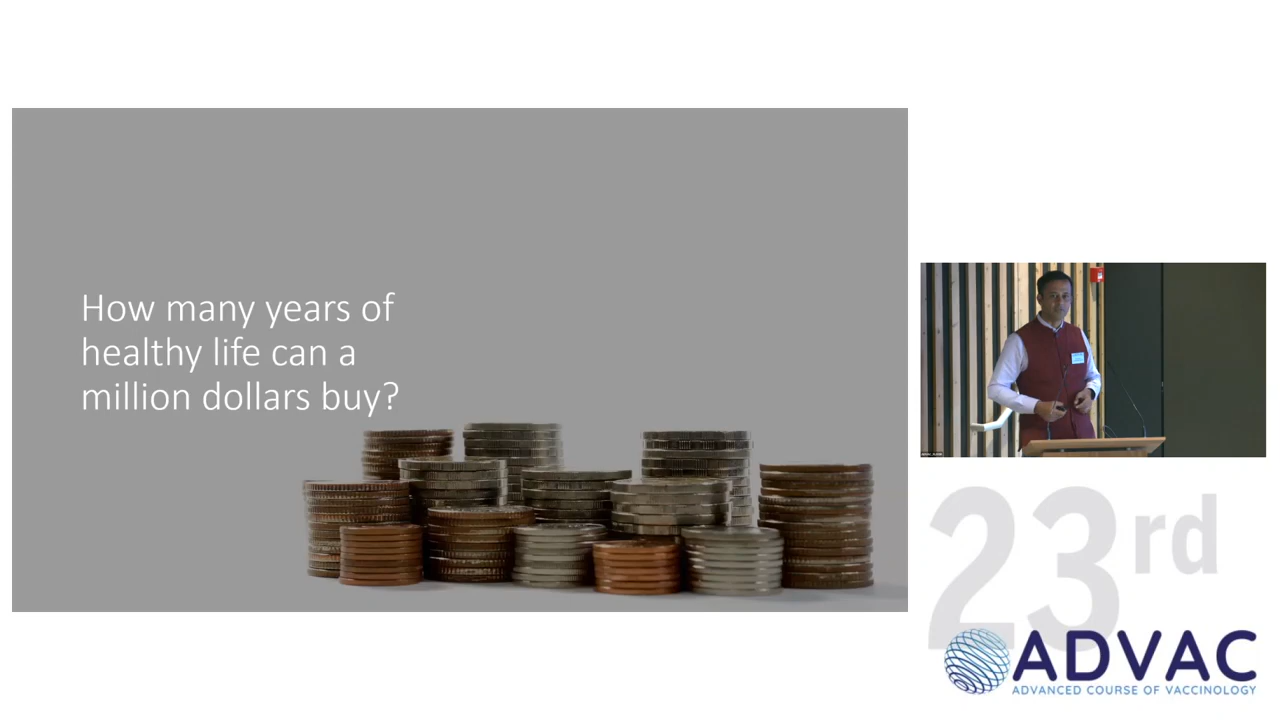 How many years of
healthy life can a
million dollars buy?
23rd
ADVAC
ADVANCED COURSE OF VACCINOLOGY